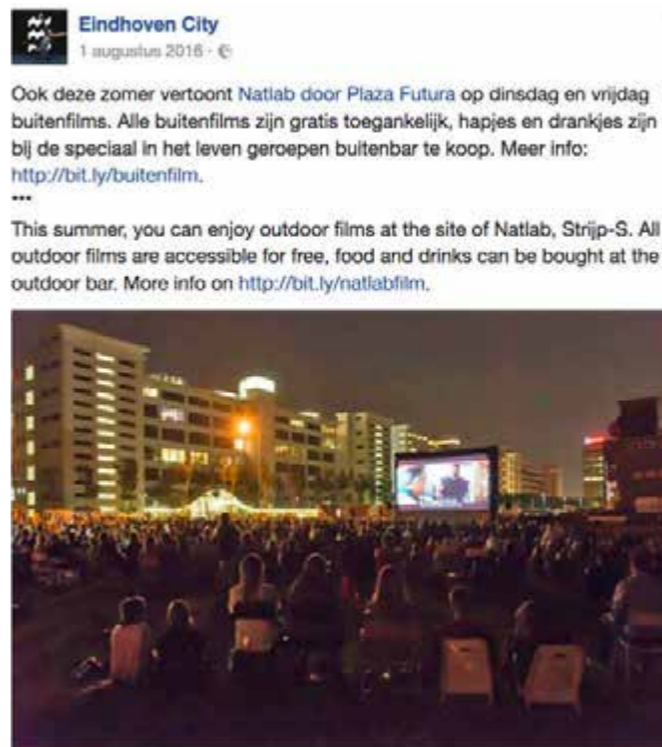 Eindhoven City
1 augustus 2016 ·
Ook deze zomer vertoont Natlab door Plaza Futura op dinsdag en vrijdag
buitenfilms. Alle buitenfilms zijn gratis toegankelijk, hapjes en drankjes zijn
bij de speciaal in het leven geroepen buitenbar te koop. Meer info:
http://bit.ly/buitenfilm.
•••
This summer, you can enjoy outdoor films at the site of Natlab, Strijp-S. All
outdoor films are accessible for free, food and drinks can be bought at the
outdoor bar. More info on http://bit.ly/natlabfilm.